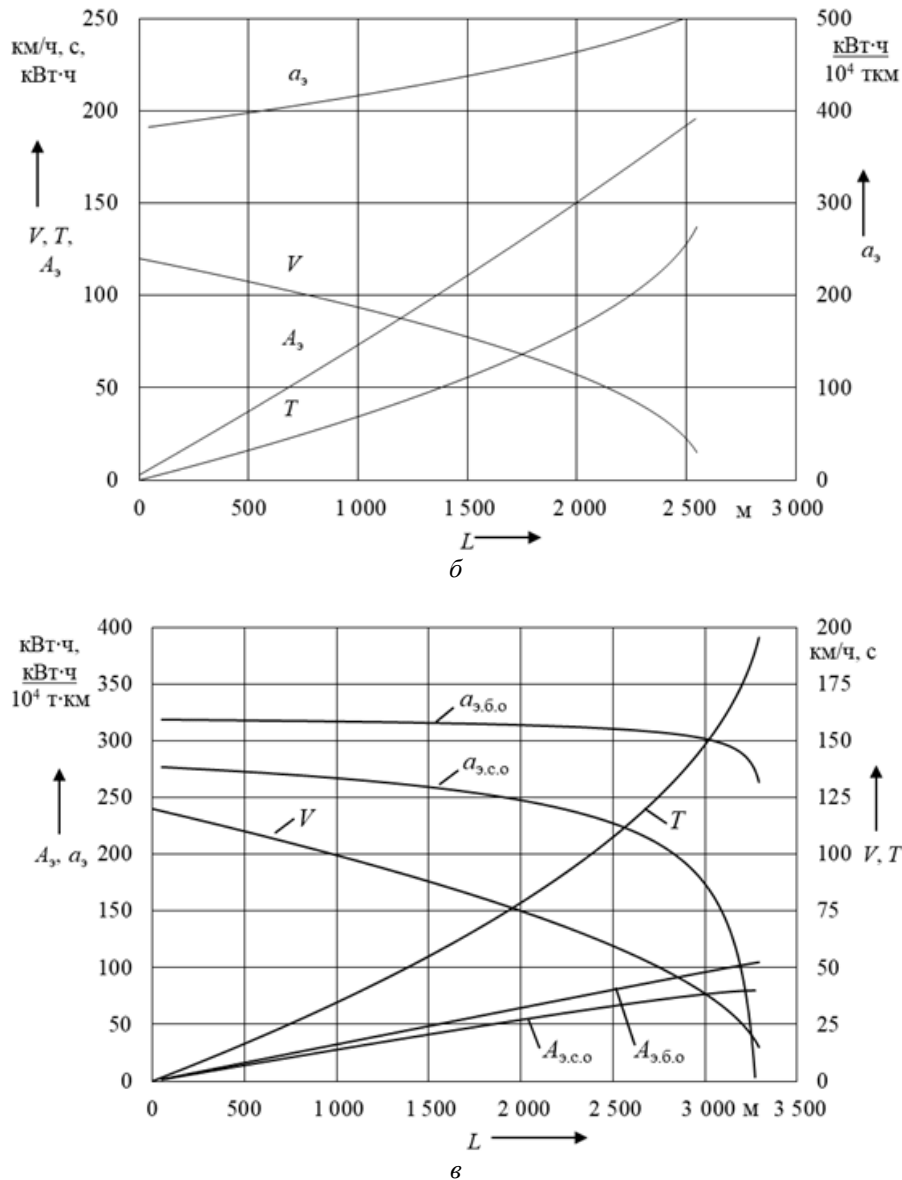 км/ч, с,
кВт·ч
250
200
150
100
50
0
V, T,
Aэ
aэ
V
Aэ
T
500
400
300
200
100
0
кВт·ч
10⁴ ткм
aэ
0 500 1 000 1 500 2 000 2 500 м 3 000
L
б
кВт·ч,
кВт·ч
10⁴ т·км
400
350
300
250
200
150
100
50
0
Aэ, aэ
aэ.б.о
aэ.с.о
V
T
Aэ.с.о
Aэ.б.о
200
км/ч, с
175
150
125
100
75
50
25
0
V, T
0 500 1 000 1 500 2 000 2 500 3 000 м 3 500
L
в